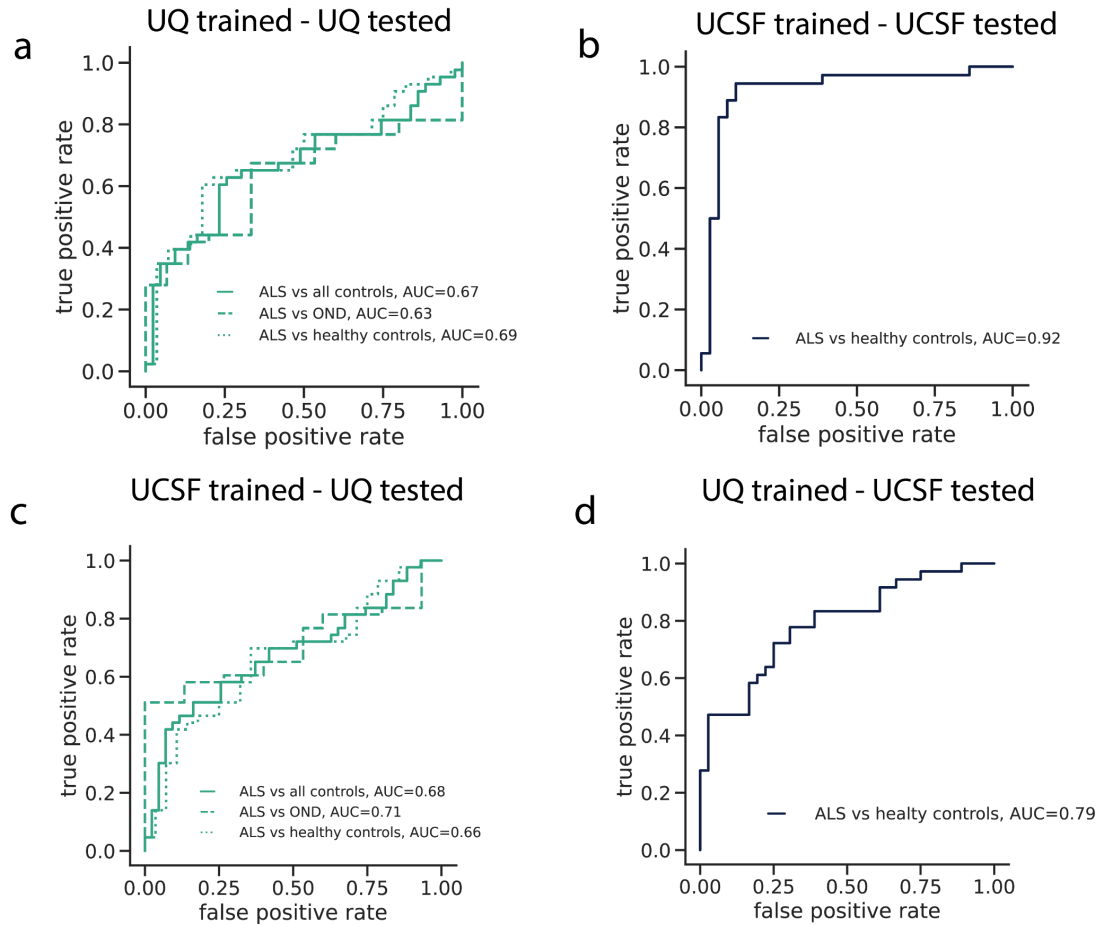 a
UQ trained - UQ tested
1.0
0.8
0.6
0.4
0.2
0.0
true positive rate
ALS vs all controls, AUC=0.67
ALS vs OND, AUC=0.63
ALS vs healthy controls, AUC=0.69
0.00 0.25 0.50 0.75 1.00
false positive rate
b
UCSF trained - UCSF tested
1.0
0.8
0.6
0.4
0.2
0.0
true positive rate
ALS vs healthy controls, AUC=0.92
0.00 0.25 0.50 0.75 1.00
false positive rate
c
UCSF trained - UQ tested
1.0
0.8
0.6
0.4
0.2
0.0
true positive rate
ALS vs all controls, AUC=0.68
ALS vs OND, AUC=0.71
ALS vs healthy controls, AUC=0.66
0.00 0.25 0.50 0.75 1.00
false positive rate
d
UQ trained - UCSF tested
1.0
0.8
0.6
0.4
0.2
0.0
true positive rate
ALS vs healty controls, AUC=0.79
0.00 0.25 0.50 0.75 1.00
false positive rate